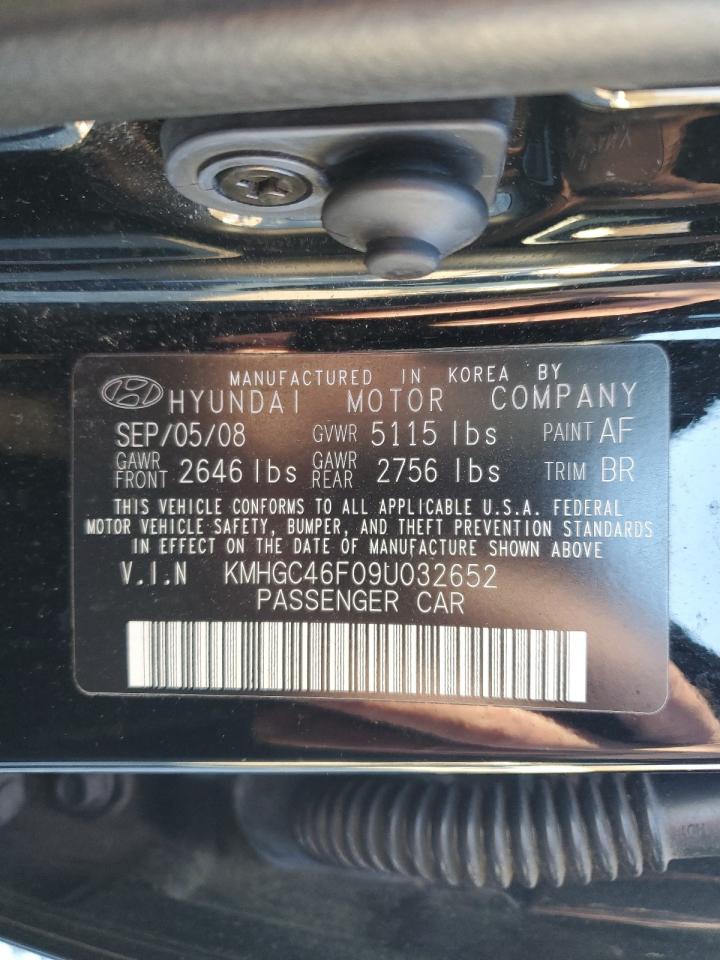 MANUFACTURED IN KOREA BY
HYUNDAI MOTOR COMPANY
SEP/05/08 GVWR 5115 lbs PAINT AF
GAWR FRONT 2646 lbs GAWR REAR 2756 lbs TRIM BR
THIS VEHICLE CONFORMS TO ALL APPLICABLE U.S.A. FEDERAL
MOTOR VEHICLE SAFETY, BUMPER, AND THEFT PREVENTION STANDARDS
IN EFFECT ON THE DATE OF MANUFACTURE SHOWN ABOVE
V.I.N KMHGC46F09U032652
PASSENGER CAR